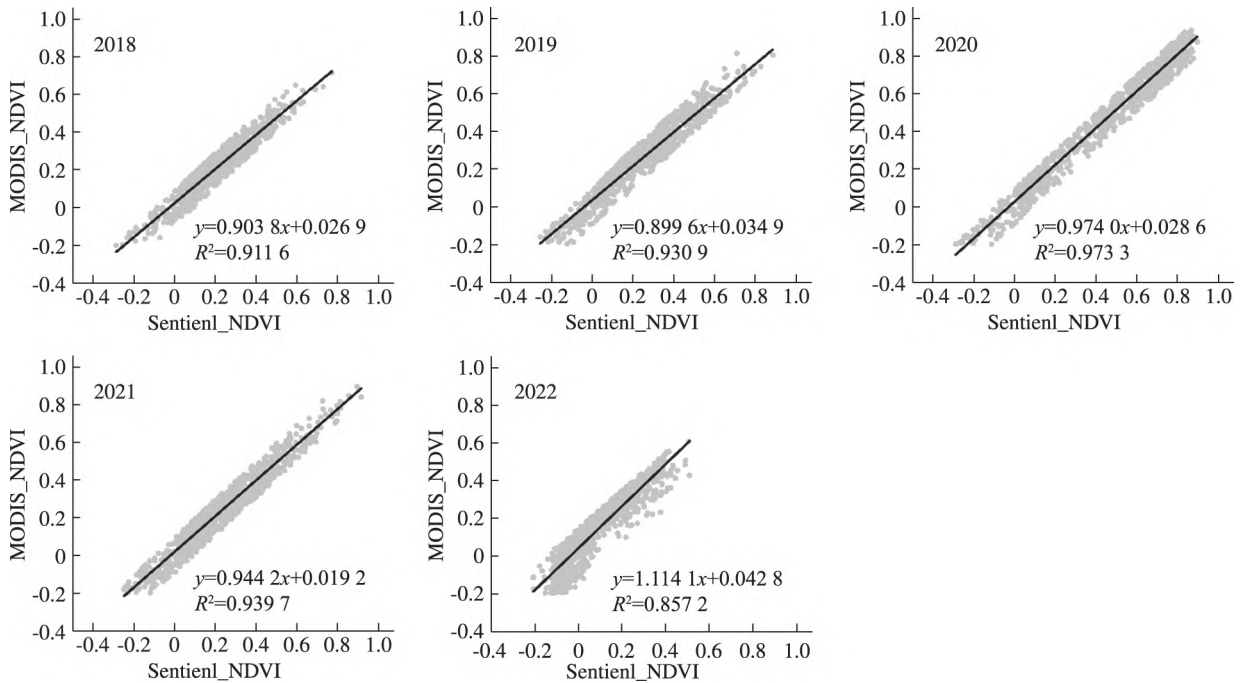 1.0
2018
0.8
0.6
0.4
0.2
0
-0.2
-0.4
MODIS_NDVI
y=0.903 8x+0.026 9
R²=0.911 6
-0.4 -0.2 0 0.2 0.4 0.6 0.8 1.0
Sentienl_NDVI
1.0
2019
0.8
0.6
0.4
0.2
0
-0.2
-0.4
MODIS_NDVI
y=0.899 6x+0.034 9
R²=0.930 9
-0.4 -0.2 0 0.2 0.4 0.6 0.8 1.0
Sentienl_NDVI
1.0
2020
0.8
0.6
0.4
0.2
0
-0.2
-0.4
MODIS_NDVI
y=0.974 0x+0.028 6
R²=0.973 3
-0.4 -0.2 0 0.2 0.4 0.6 0.8 1.0
Sentienl_NDVI
1.0
2021
0.8
0.6
0.4
0.2
0
-0.2
-0.4
MODIS_NDVI
y=0.944 2x+0.019 2
R²=0.939 7
-0.4 -0.2 0 0.2 0.4 0.6 0.8 1.0
Sentienl_NDVI
1.0
2022
0.8
0.6
0.4
0.2
0
-0.2
-0.4
MODIS_NDVI
y=1.114 1x+0.042 8
R²=0.857 2
-0.4 -0.2 0 0.2 0.4 0.6 0.8 1.0
Sentienl_NDVI